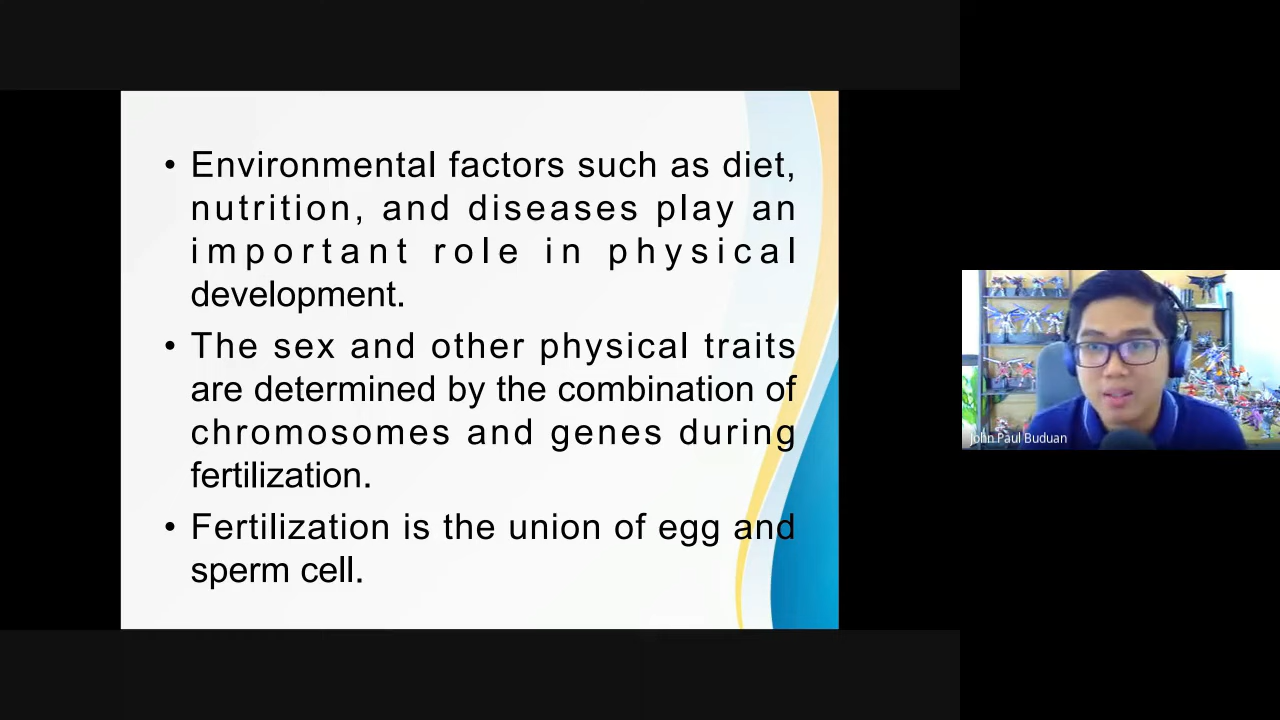 • Environmental factors such as diet,
nutrition, and diseases play an
important role in physical
development.
• The sex and other physical traits
are determined by the combination of
chromosomes and genes during
fertilization.
• Fertilization is the union of egg and
sperm cell.
John Paul Buduan